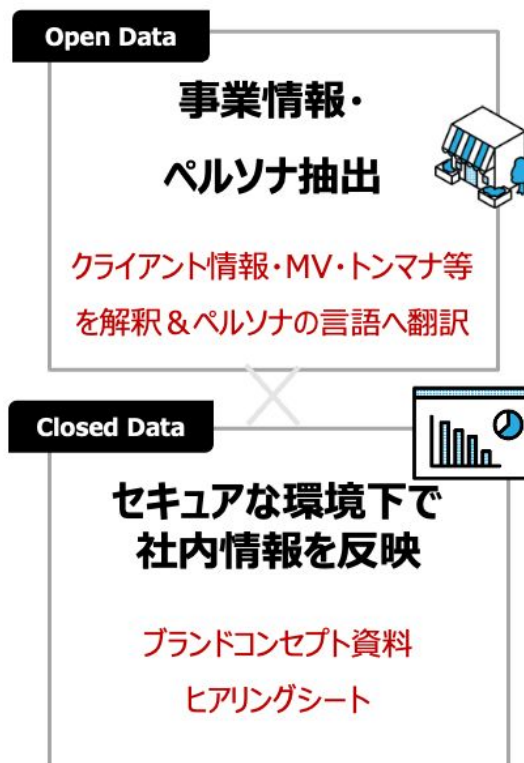 Open Data
事業情報・
ペルソナ抽出
クライアント情報・MV・トンマナ等
を解釈＆ペルソナの言語へ翻訳
Closed Data
セキュアな環境下で
社内情報を反映
ブランドコンセプト資料
ヒアリングシート